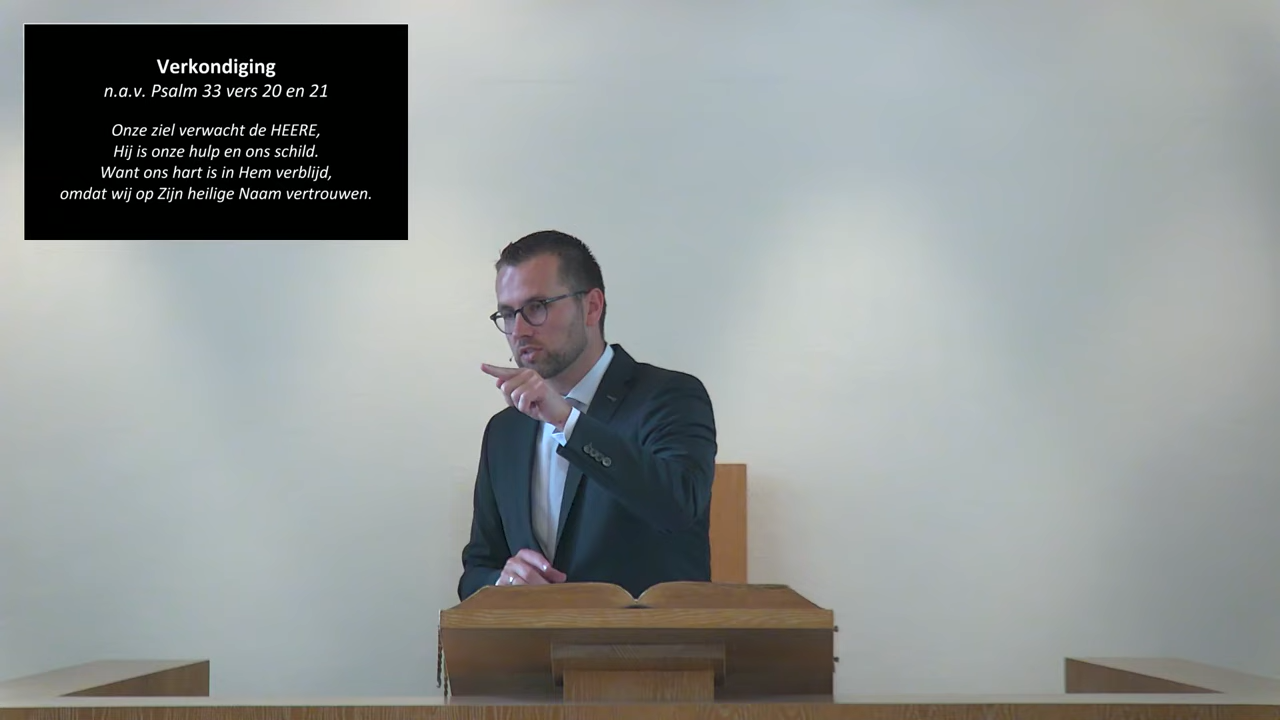 Verkondiging
n.a.v. Psalm 33 vers 20 en 21
Onze ziel verwacht de HEERE,
Hij is onze hulp en ons schild.
Want ons hart is in Hem verblijd,
omdat wij op Zijn heilige Naam vertrouwen.